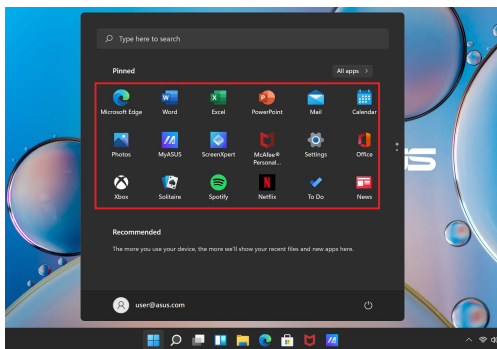 Type here to search
Pinned
All apps >
Microsoft Edge Word Excel PowerPoint Mail Calendar
Photos MyASUS ScreenXpert McAfee® Personal... Settings Office
Xbox Solitaire Spotify Netflix To Do News
Recommended
The more you use your device, the more we'll show your recent files and new apps here.
user@asus.com